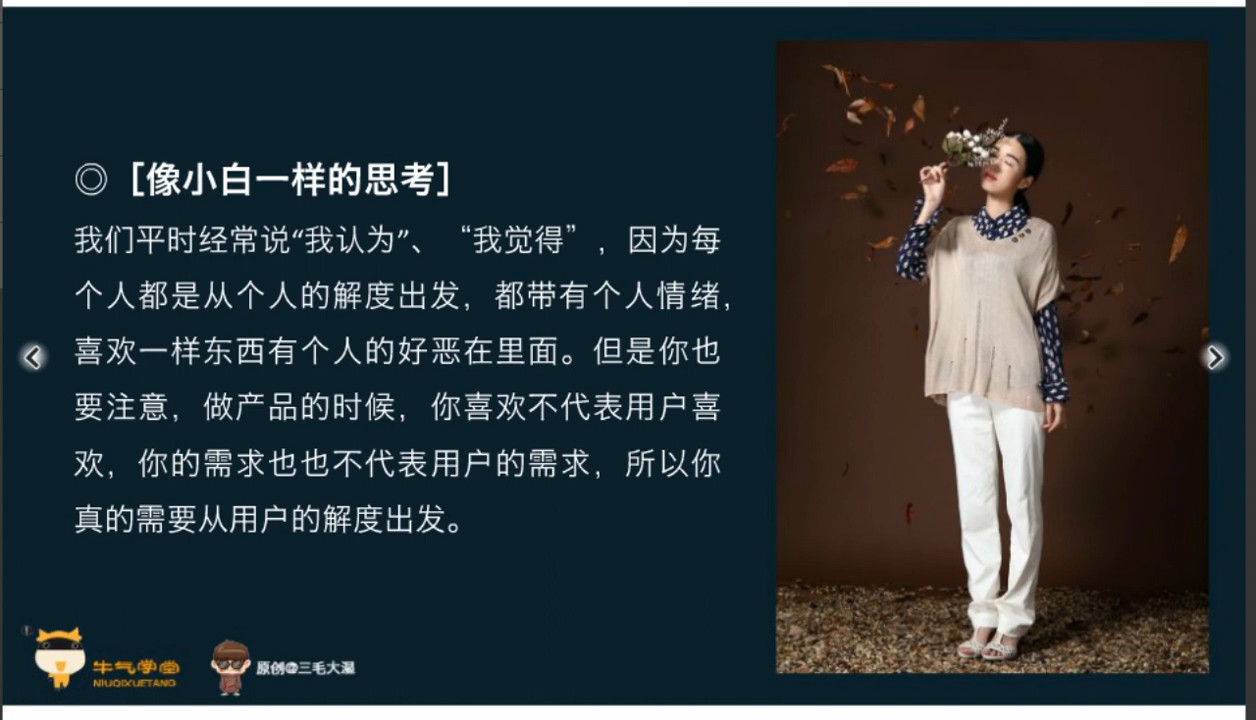 ◎［像小白一样的思考］
我们平时经常说“我认为”、“我觉得”，因为每
个人都是从个人的解度出发，都带有个人情绪，
喜欢一样东西有个人的好恶在里面。但是你也
要注意，做产品的时候，你喜欢不代表用户喜
欢，你的需求也也不代表用户的需求，所以你
真的需要从用户的解度出发。
牛气学堂
NIUQIXUETANG
原创@三毛大湿